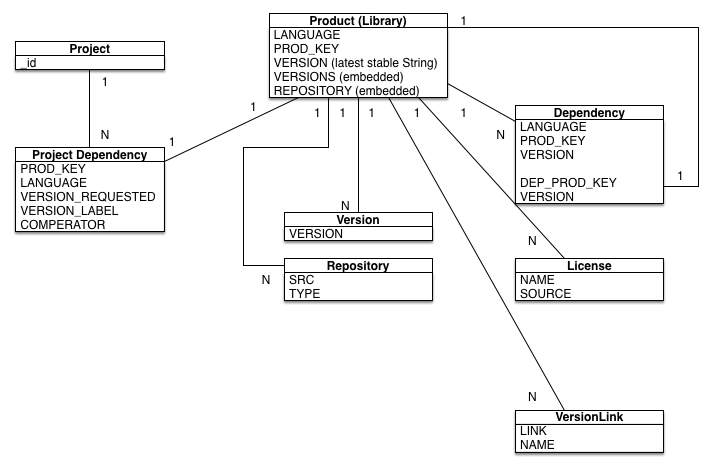 Product (Library)
LANGUAGE
PROD_KEY
VERSION (latest stable String)
VERSIONS (embedded)
REPOSITORY (embedded)
1
Project
_id
1
N
1
1
1
1
1
1
1
N
Dependency
LANGUAGE
PROD_KEY
VERSION
DEP_PROD_KEY
VERSION
1
Project Dependency
PROD_KEY
LANGUAGE
VERSION_REQUESTED
VERSION_LABEL
COMPERATOR
N
Version
VERSION
N
Repository
SRC
TYPE
N
License
NAME
SOURCE
N
VersionLink
LINK
NAME